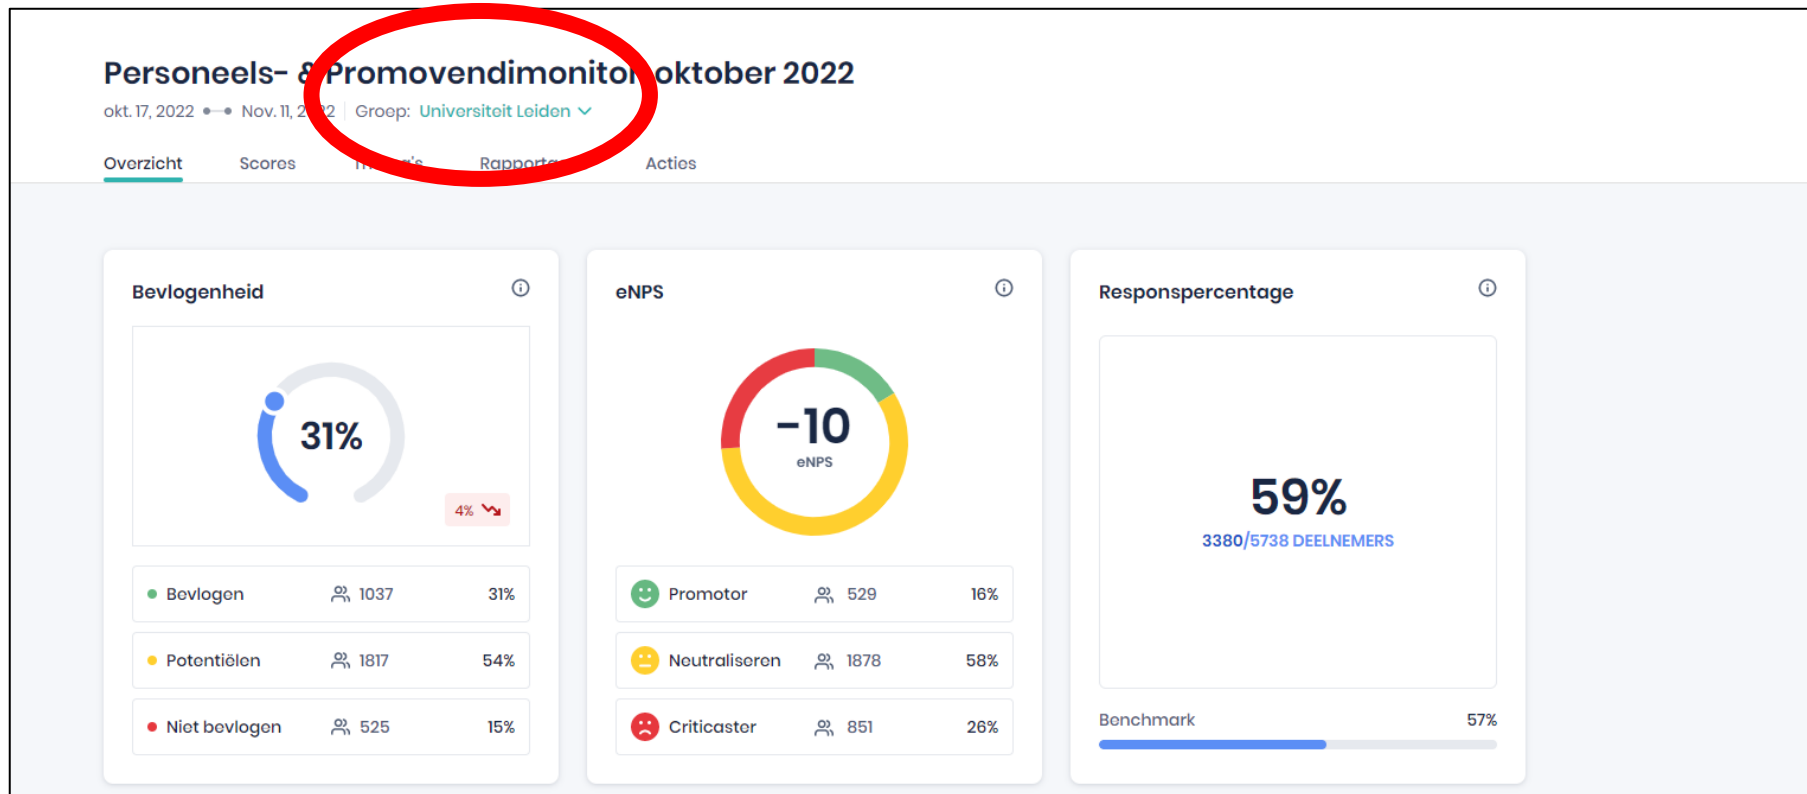 Personeels- & Promovendimonitor oktober 2022
okt. 17, 2022 Nov. 11, 2022 Groep: Universiteit Leiden
Overzicht Scores Acties
Bevlogenheid
31%
4%
Bevlogen 1037 31%
Potentiëlen 1817 54%
Niet bevlogen 525 15%
eNPS
-10
eNPS
Promotor 529 16%
Neutraliseren 1878 58%
Criticaster 851 26%
Responspercentage
59%
3380/5738 DEELNEMERS
Benchmark 57%